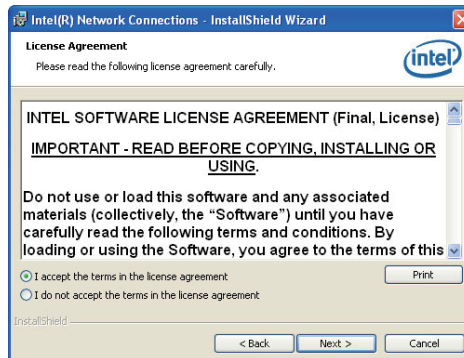 Intel(R) Network Connections - InstallShield Wizard
License Agreement
Please read the following license agreement carefully.
intel
INTEL SOFTWARE LICENSE AGREEMENT (Final, License)
IMPORTANT - READ BEFORE COPYING, INSTALLING OR
USING.
Do not use or load this software and any associated
materials (collectively, the “Software”) until you have
carefully read the following terms and conditions. By
loading or using the Software, you agree to the terms of this
I accept the terms in the license agreement
Print
I do not accept the terms in the license agreement
InstallShield
< Back
Next >
Cancel